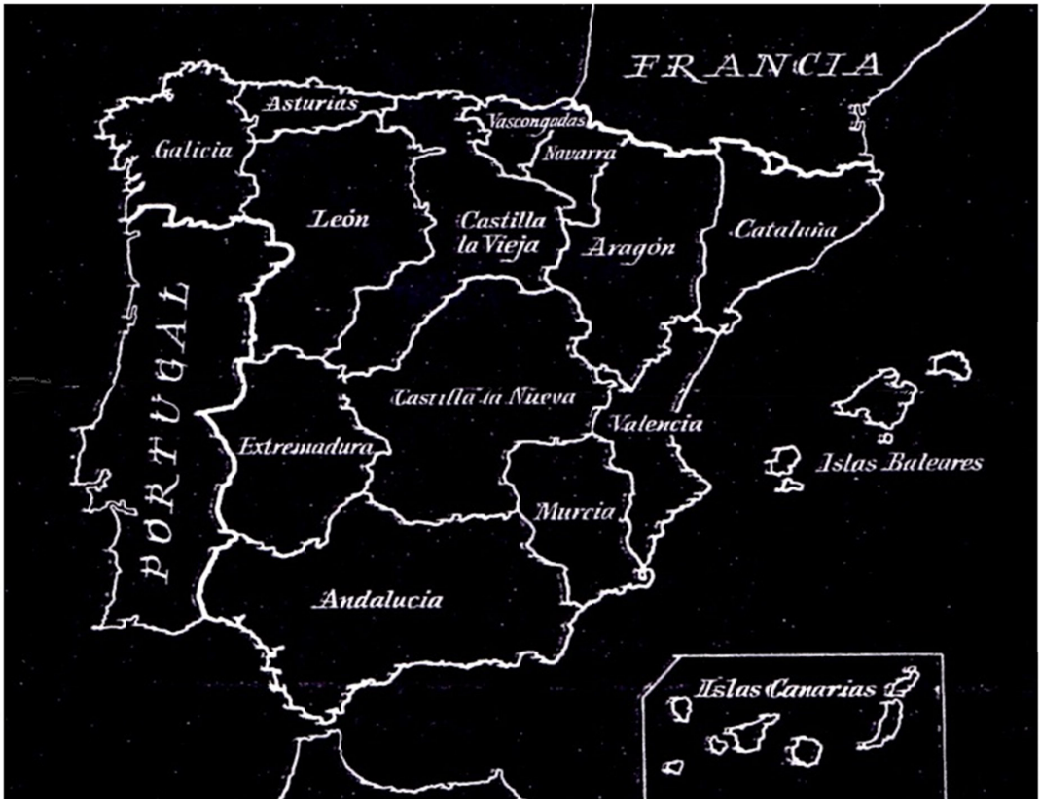 FRANCIA
Asturias
Vascongadas
Galicia
Navarra
León
Castilla
la Vieja
Aragón
Cataluña
PORTUGAL
Castilla la Nueva
Valencia
Extremadura
Islas Baleares
Murcia
Andalucia
Islas Canarias